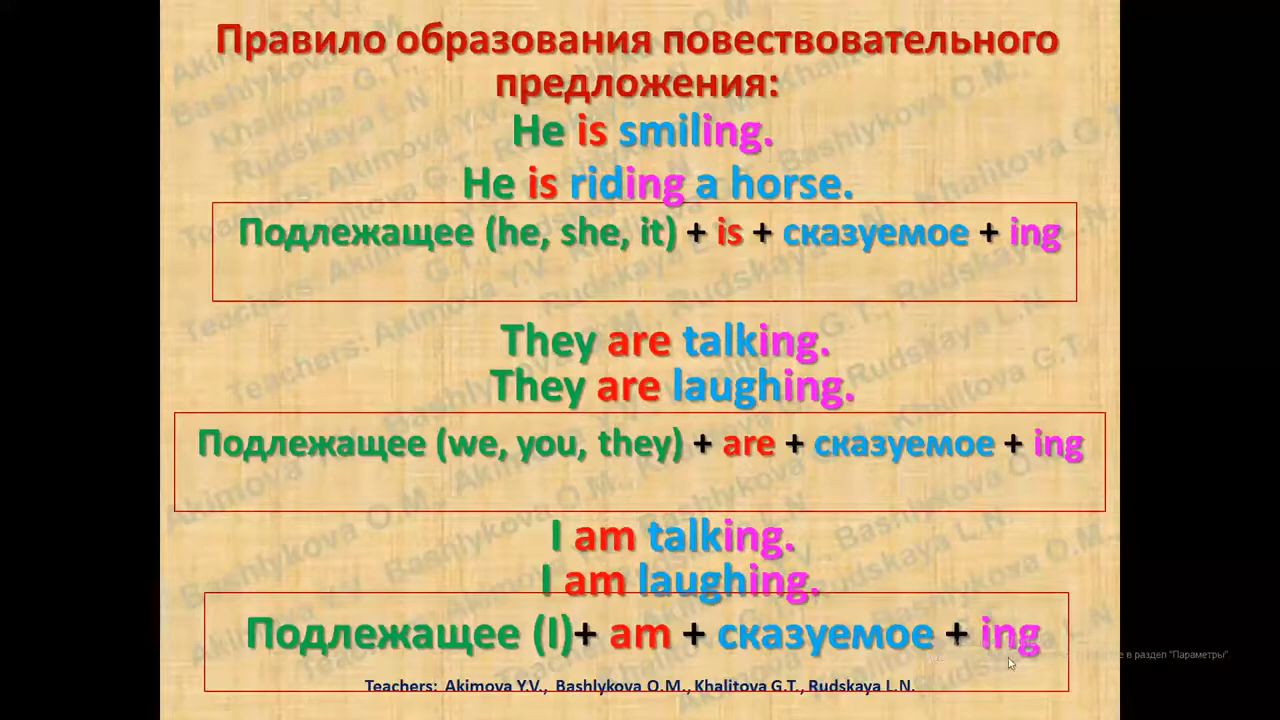 Правило образования повествовательного
предложения:
He is smiling.
He is riding a horse.
Подлежащее (he, she, it) + is + сказуемое + ing
They are talking.
They are laughing.
Подлежащее (we, you, they) + are + сказуемое + ing
I am talking.
I am laughing.
Подлежащее (I)+ am + сказуемое + ing
в раздел "Параметры".
Teachers: Akimova Y.V., Bashlykova O.M., Khalitova G.T., Rudskaya L.N.